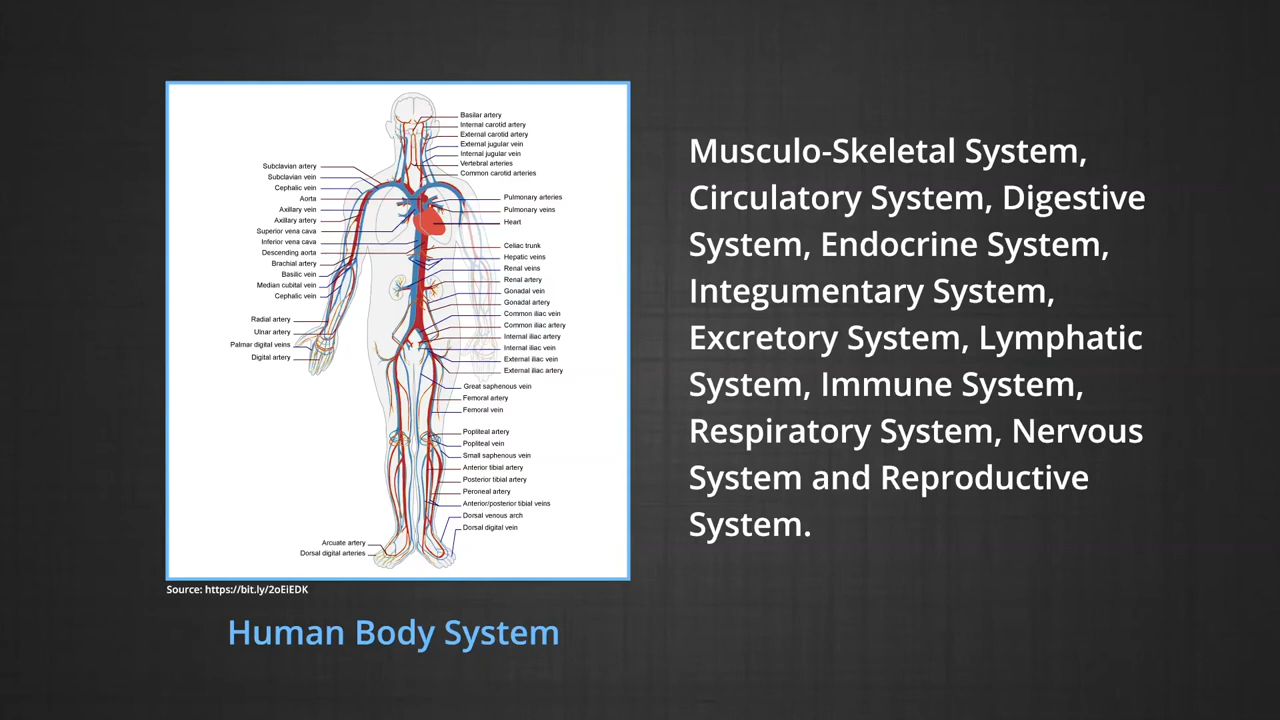 Basilar artery
Internal carotid artery
External carotid artery
External jugular vein
Internal jugular vein
Vertebral arteries
Common carotid arteries
Subclavian artery
Subclavian vein
Cephalic vein
Aorta
Axillary vein
Axillary artery
Superior vena cava
Inferior vena cava
Descending aorta
Brachial artery
Basilic vein
Median cubital vein
Cephalic vein
Radial artery
Ulnar artery
Palmar digital veins
Digital artery
Pulmonary arteries
Pulmonary veins
Heart
Celiac trunk
Hepatic veins
Renal veins
Renal artery
Gonadal vein
Gonadal artery
Common iliac vein
Common iliac artery
Internal iliac artery
Internal iliac vein
External iliac vein
External iliac artery
Great saphenous vein
Femoral artery
Femoral vein
Popliteal artery
Popliteal vein
Small saphenous vein
Anterior tibial artery
Posterior tibial artery
Peroneal artery
Anterior/posterior tibial veins
Dorsal venous arch
Dorsal digital vein
Arcuate artery
Dorsal digital arteries
Source: https://bit.ly/2oEiEDK
Human Body System
Musculo-Skeletal System,
Circulatory System, Digestive
System, Endocrine System,
Integumentary System,
Excretory System, Lymphatic
System, Immune System,
Respiratory System, Nervous
System and Reproductive
System.